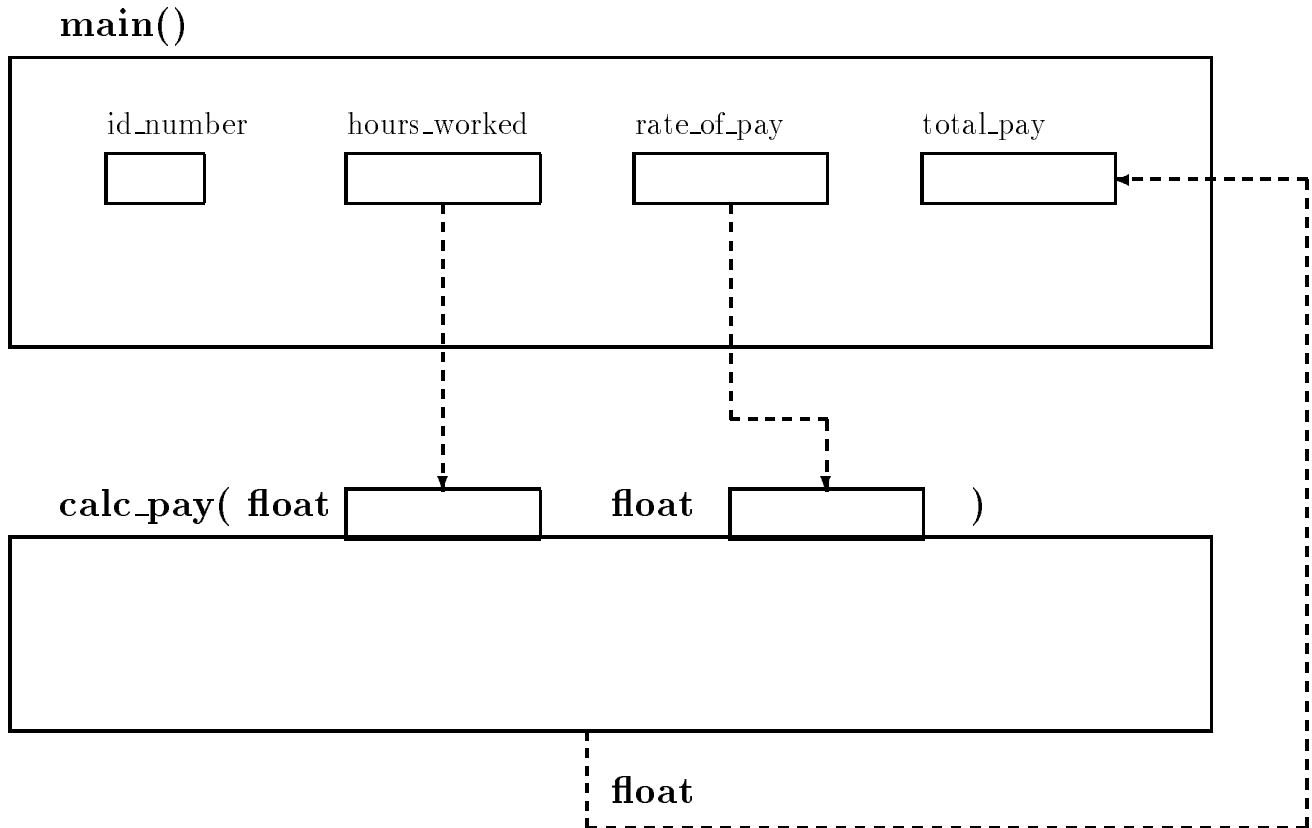 main()
id_number hours_worked rate_of_pay total_pay
calc_pay( float float )
float